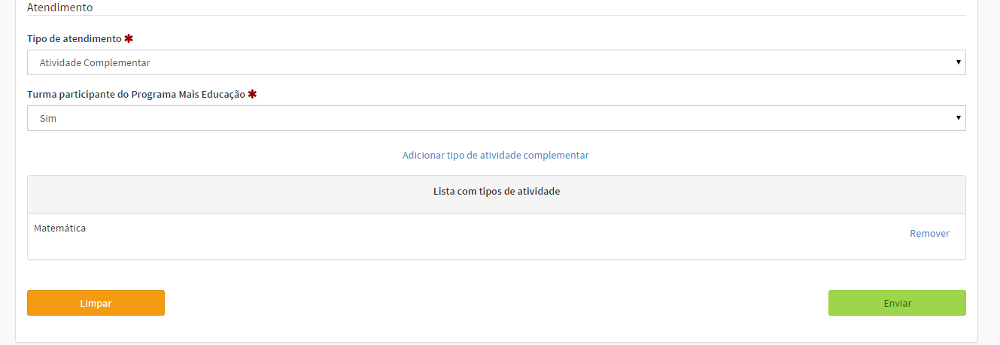 Atendimento
Tipo de atendimento ✱
Atividade Complementar
Turma participante do Programa Mais Educação ✱
Sim
Adicionar tipo de atividade complementar
Lista com tipos de atividade
Matemática
Remover
Limpar
Enviar